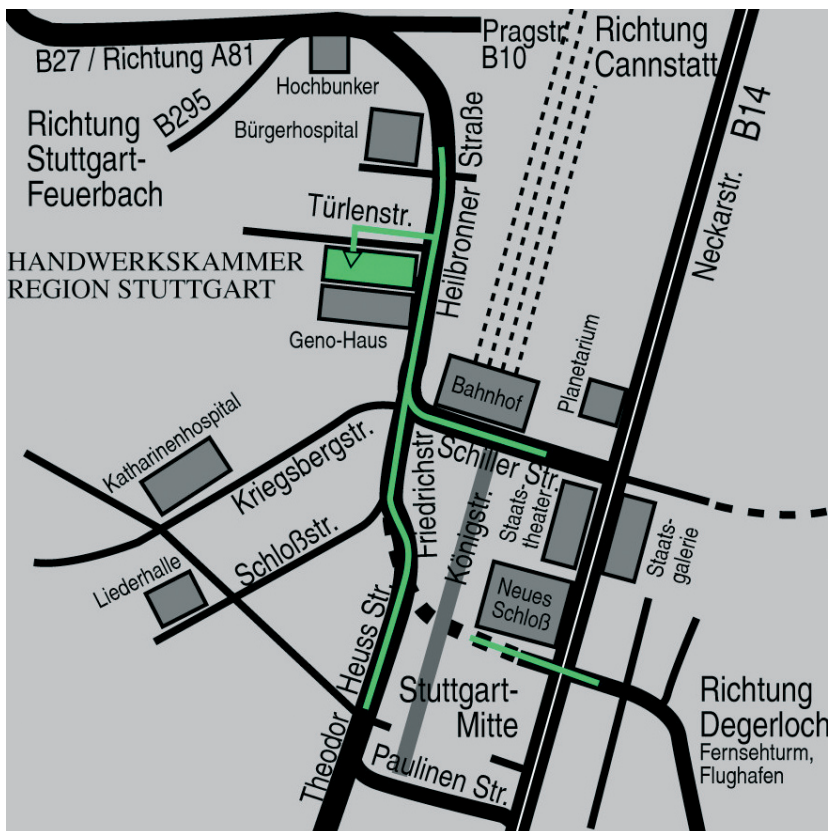 Pragstr.
B10
Richtung
Cannstatt
B27 / Richtung A81
Hochbunker
B295
Richtung
Stuttgart-
Feuerbach
Bürgerhospital
Heilbronner Straße
B14
Neckarstr.
Türlenstr.
HANDWERKSKAMMER
REGION STUTTGART
Geno-Haus
Bahnhof
Planetarium
Katharinenhospital
Kriegsbergstr.
Friedrichstr
Schiller Str.
Königstr.
Staats-
theater
Staats-
galerie
Schloßstr.
Liederhalle
Neues
Schloß
Theodor Heuss Str.
Stuttgart-
Mitte
Paulinen Str.
Richtung
Degerloch
Fernsehturm,
Flughafen